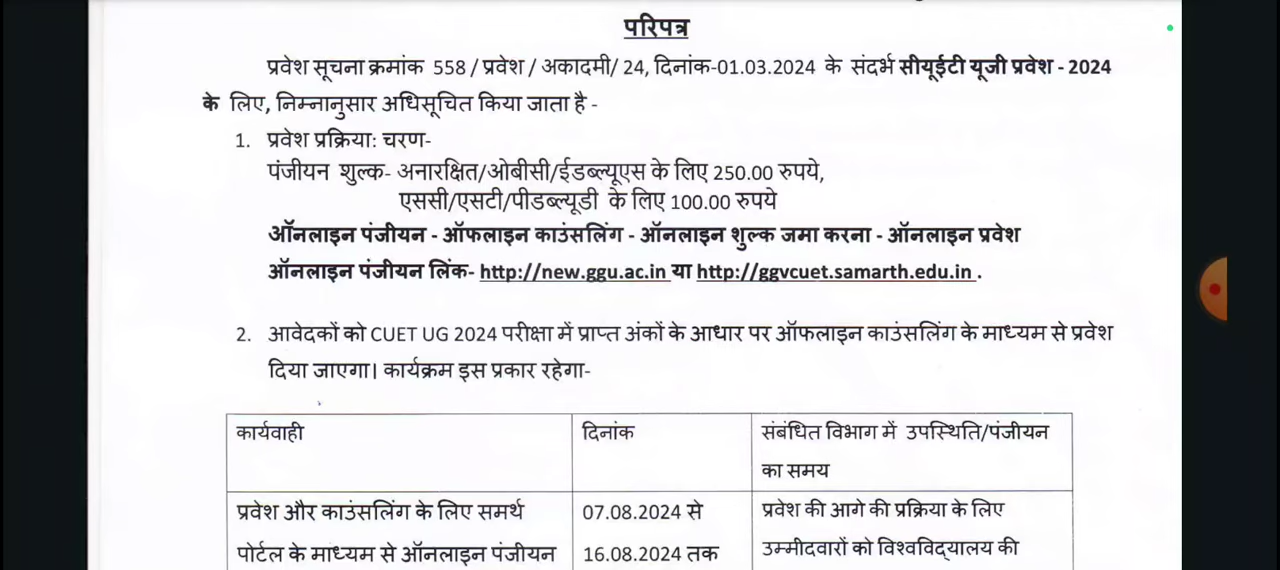 परिपत्र
प्रवेश सूचना क्रमांक 558 / प्रवेश / अकादमी/ 24, दिनांक-01.03.2024 के संदर्भ सीयूईटी यूजी प्रवेश - 2024
के लिए, निम्नानुसार अधिसूचित किया जाता है -
1. प्रवेश प्रक्रिया: चरण-
पंजीयन शुल्क- अनारक्षित/ओबीसी/ईडब्ल्यूएस के लिए 250.00 रुपये,
एससी/एसटी/पीडब्ल्यूडी के लिए 100.00 रुपये
ऑनलाइन पंजीयन - ऑफलाइन काउंसलिंग - ऑनलाइन शुल्क जमा करना - ऑनलाइन प्रवेश
ऑनलाइन पंजीयन लिंक- http://new.ggu.ac.in या http://ggvcuet.samarth.edu.in .
2. आवेदकों को CUET UG 2024 परीक्षा में प्राप्त अंकों के आधार पर ऑफलाइन काउंसलिंग के माध्यम से प्रवेश
दिया जाएगा। कार्यक्रम इस प्रकार रहेगा-
कार्यवाही
दिनांक
संबंधित विभाग में उपस्थिति/पंजीयन
का समय
प्रवेश और काउंसलिंग के लिए समर्थ
पोर्टल के माध्यम से ऑनलाइन पंजीयन
07.08.2024 से
16.08.2024 तक
प्रवेश की आगे की प्रक्रिया के लिए
उम्मीदवारों को विश्वविद्यालय की